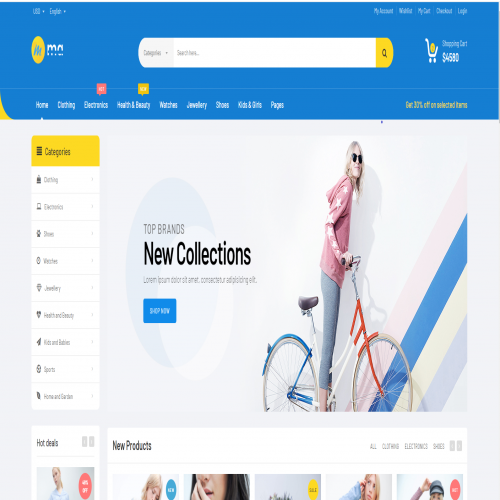 USD English My Account Wishlist My Cart Checkout Login
Categories Search here... Shopping Cart
$4580
HOT NEW
Home Clothing Electronics Health & Beauty Watches Jewellery Shoes Kids & Girls Pages Get 30% off on selected items
Categories
Clothing
Electronics
Shoes
Watches
Jewellery
Health and Beauty
Kids and Babies
Sports
Home and Garden
TOP BRANDS
New Collections
Lorem ipsum dolor sit amet, consectetur adipisicing elit.
SHOP NOW
Hot deals
OFF
New Products ALL CLOTHING ELECTRONICS SHOES
NEW SALE HOT